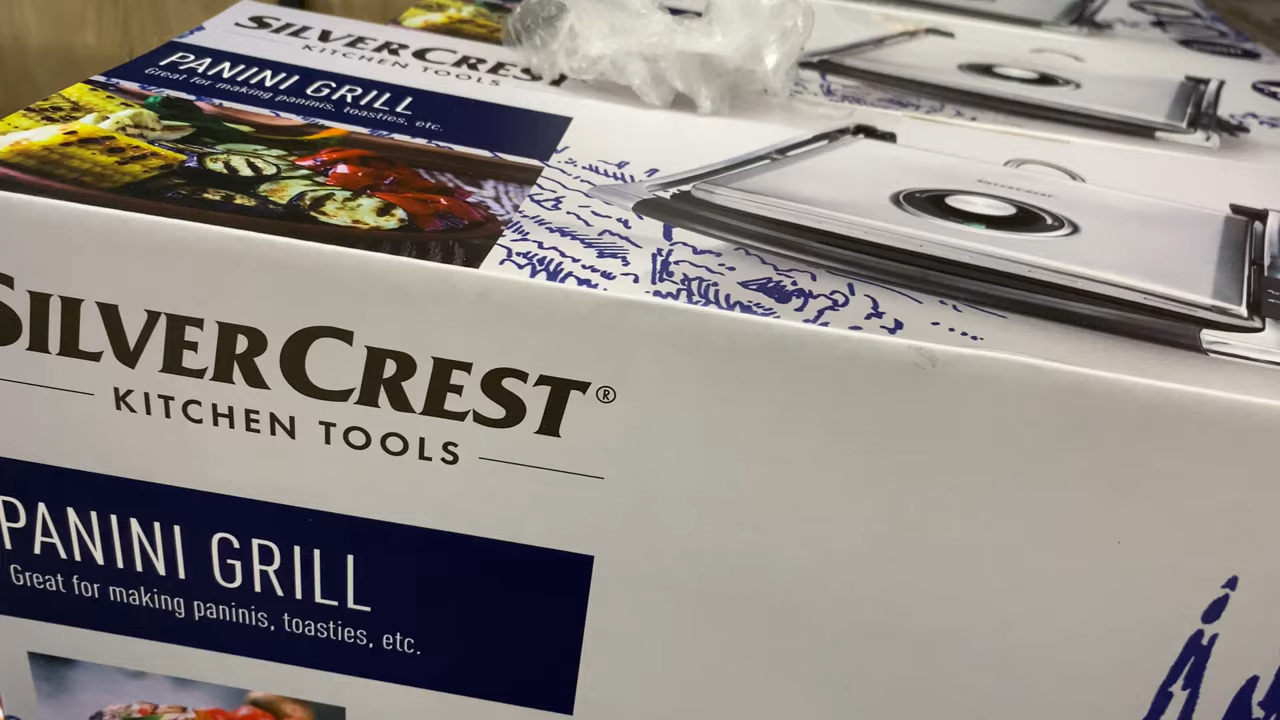 SILVERCREST
KITCHEN TOOLS
PANINI GRILL
Great for making paninis, toasties, etc.
SILVERCREST
SILVERCREST®
KITCHEN TOOLS
PANINI GRILL
Great for making paninis, toasties, etc.